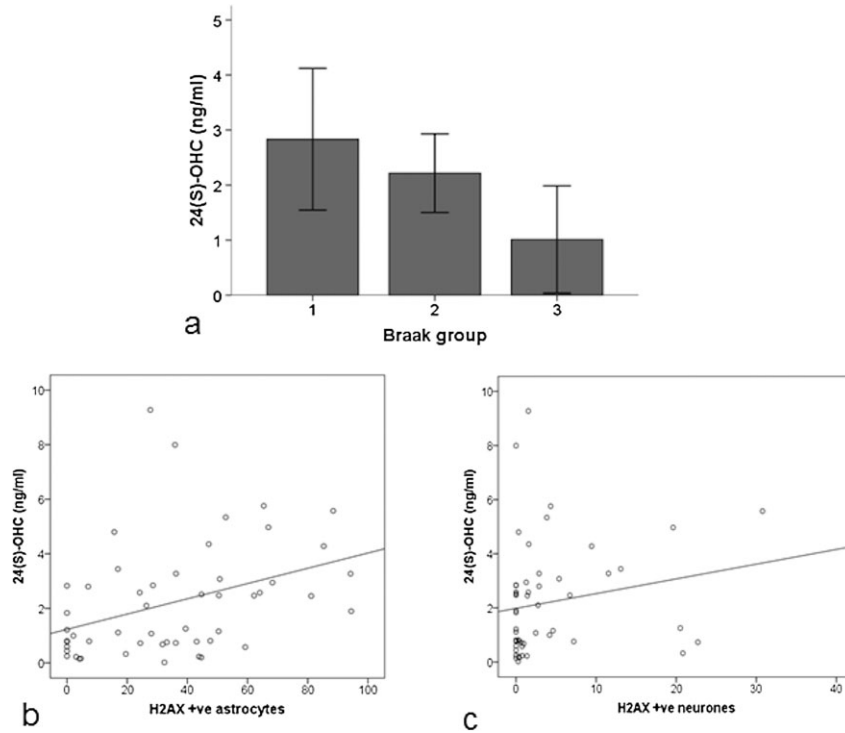 5
4
3
2
1
0
24(S)-OHC (ng/ml)
1 2 3
Braak group
a
10
8
6
4
2
0
24(S)-OHC (ng/ml)
0 20 40 60 80 100
H2AX +ve astrocytes
b
10
8
6
4
2
0
24(S)-OHC (ng/ml)
0 10 20 30 40
H2AX +ve neurones
c